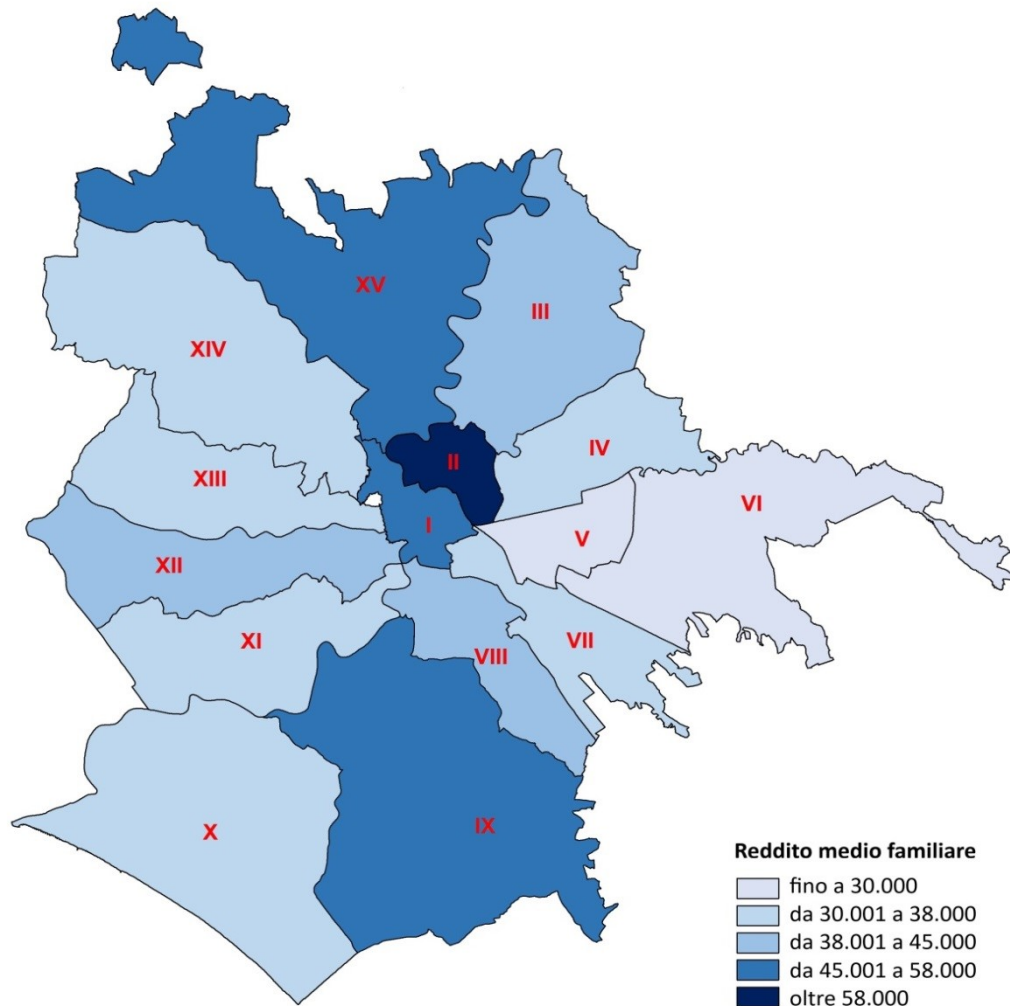 XV
III
XIV
IV
II
XIII
VI
I
V
XII
XI
VII
VIII
X
IX
Reddito medio familiare
fino a 30.000
da 30.001 a 38.000
da 38.001 a 45.000
da 45.001 a 58.000
oltre 58.000